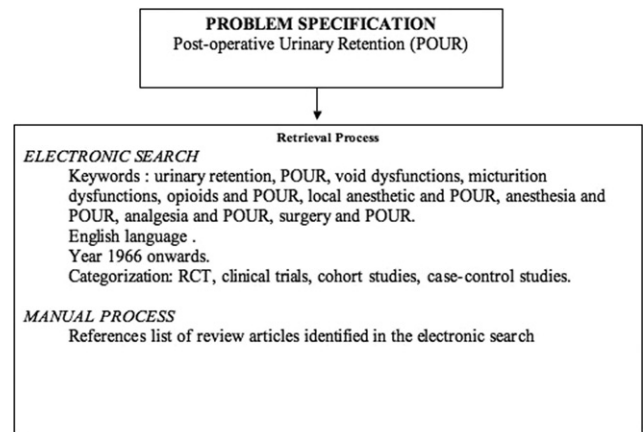 PROBLEM SPECIFICATION
Post-operative Urinary Retention (POUR)
Retrieval Process
ELECTRONIC SEARCH
Keywords : urinary retention, POUR, void dysfunctions, micturition
dysfunctions, opioids and POUR, local anesthetic and POUR, anesthesia and
POUR, analgesia and POUR, surgery and POUR.
English language .
Year 1966 onwards.
Categorization: RCT, clinical trials, cohort studies, case-control studies.
MANUAL PROCESS
References list of review articles identified in the electronic search